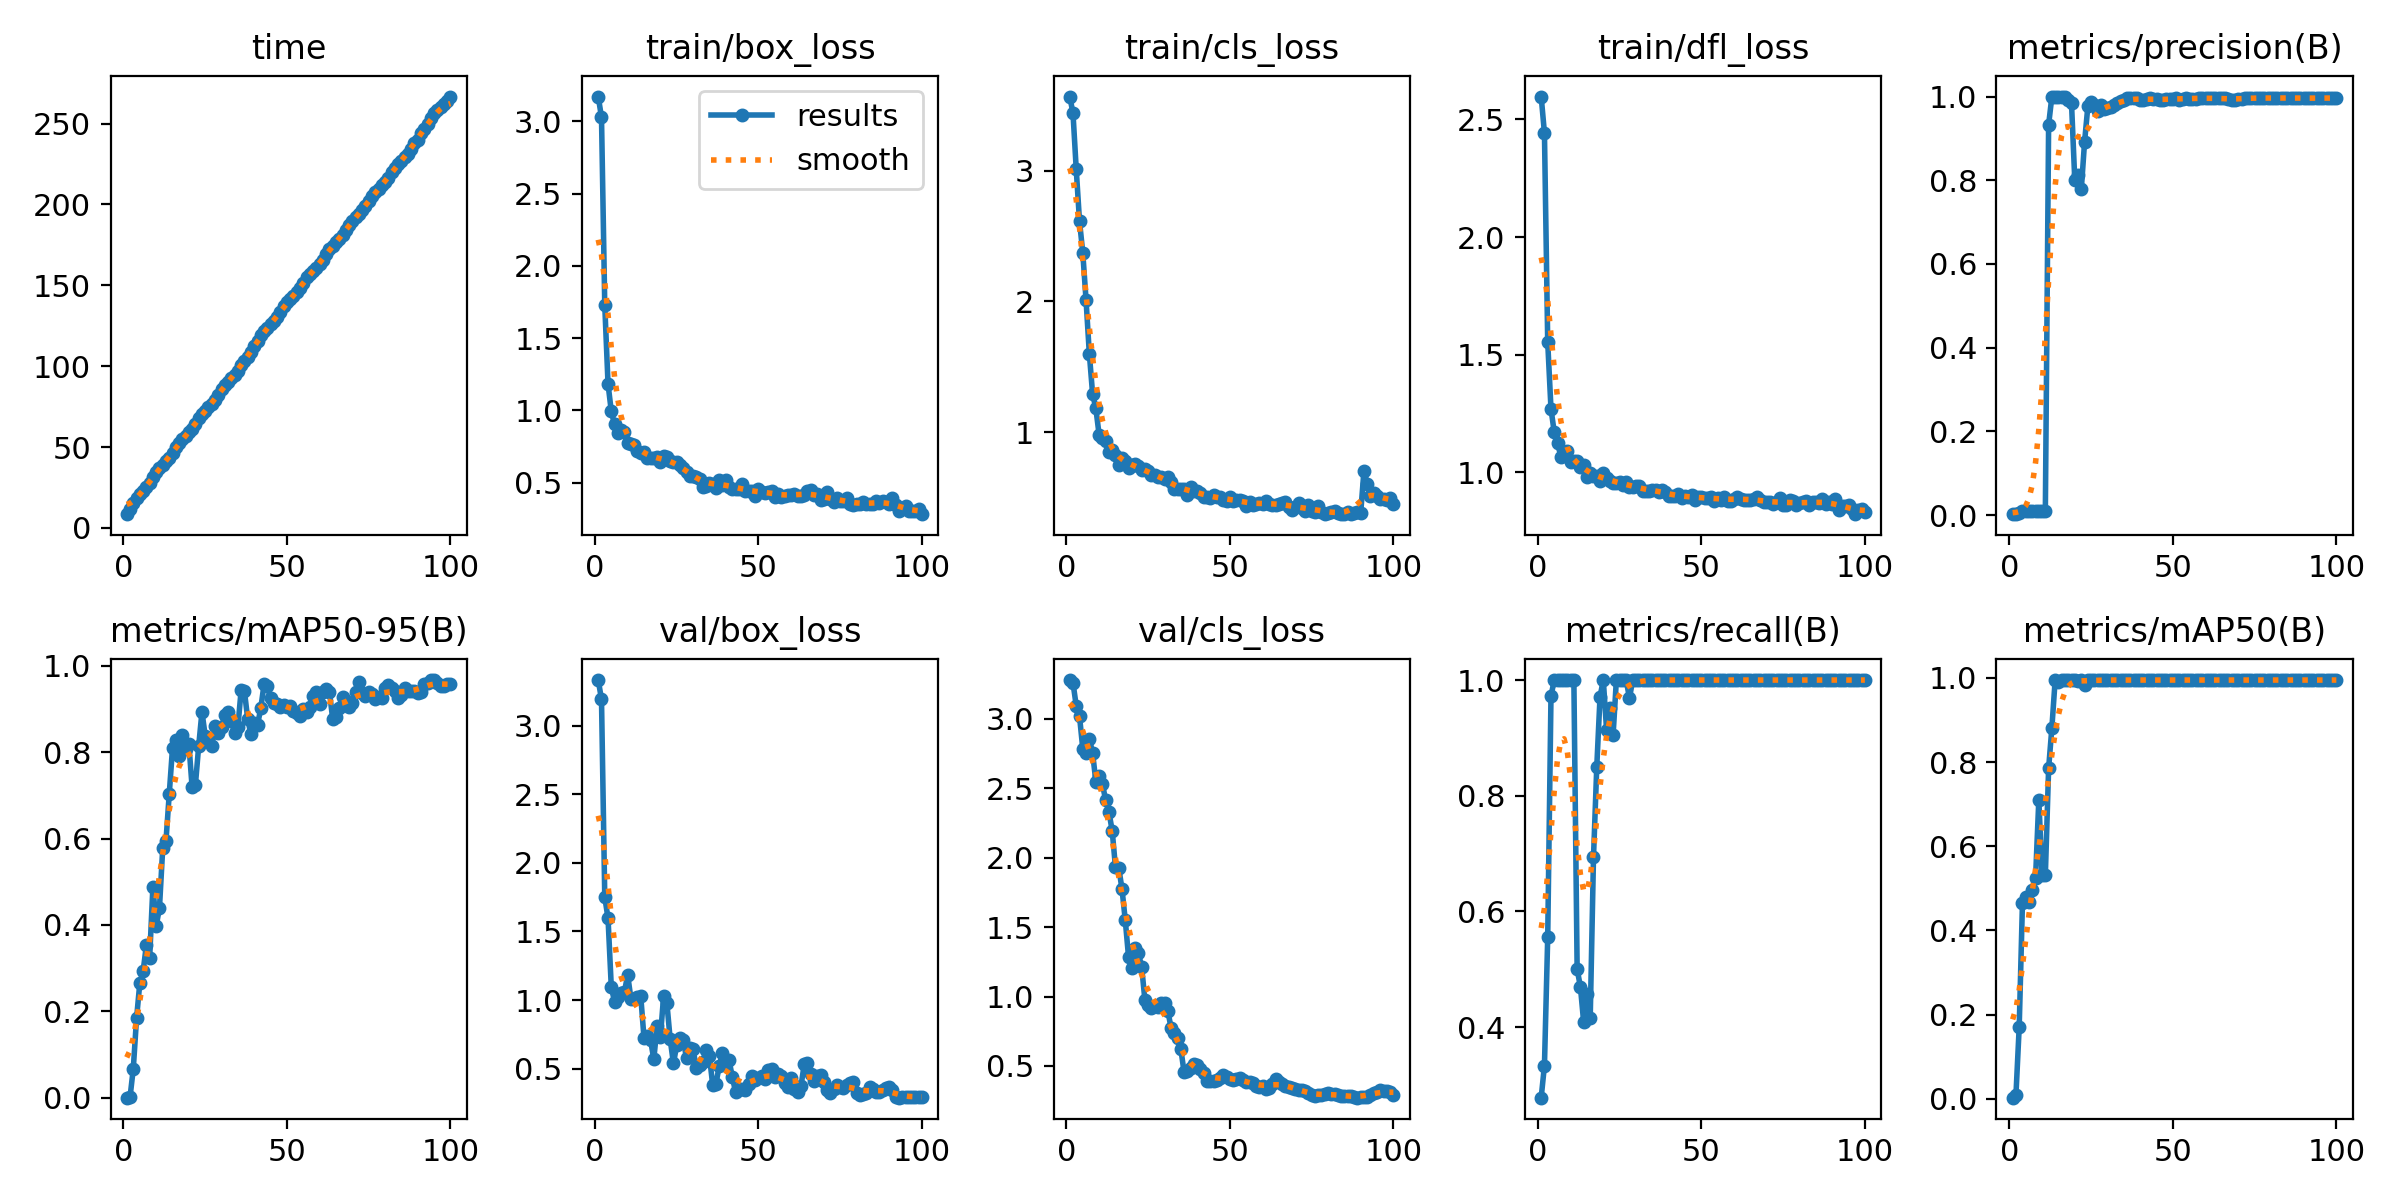 time
250
200
150
100
50
0
0 50 100
train/box_loss
results
smooth
3.0
2.5
2.0
1.5
1.0
0.5
0 50 100
train/cls_loss
3
2
1
0 50 100
train/dfl_loss
2.5
2.0
1.5
1.0
0 50 100
metrics/precision(B)
1.0
0.8
0.6
0.4
0.2
0.0
0 50 100
metrics/mAP50-95(B)
1.0
0.8
0.6
0.4
0.2
0.0
0 50 100
val/box_loss
3.0
2.5
2.0
1.5
1.0
0.5
0 50 100
val/cls_loss
3.0
2.5
2.0
1.5
1.0
0.5
0 50 100
metrics/recall(B)
1.0
0.8
0.6
0.4
0 50 100
metrics/mAP50(B)
1.0
0.8
0.6
0.4
0.2
0.0
0 50 100